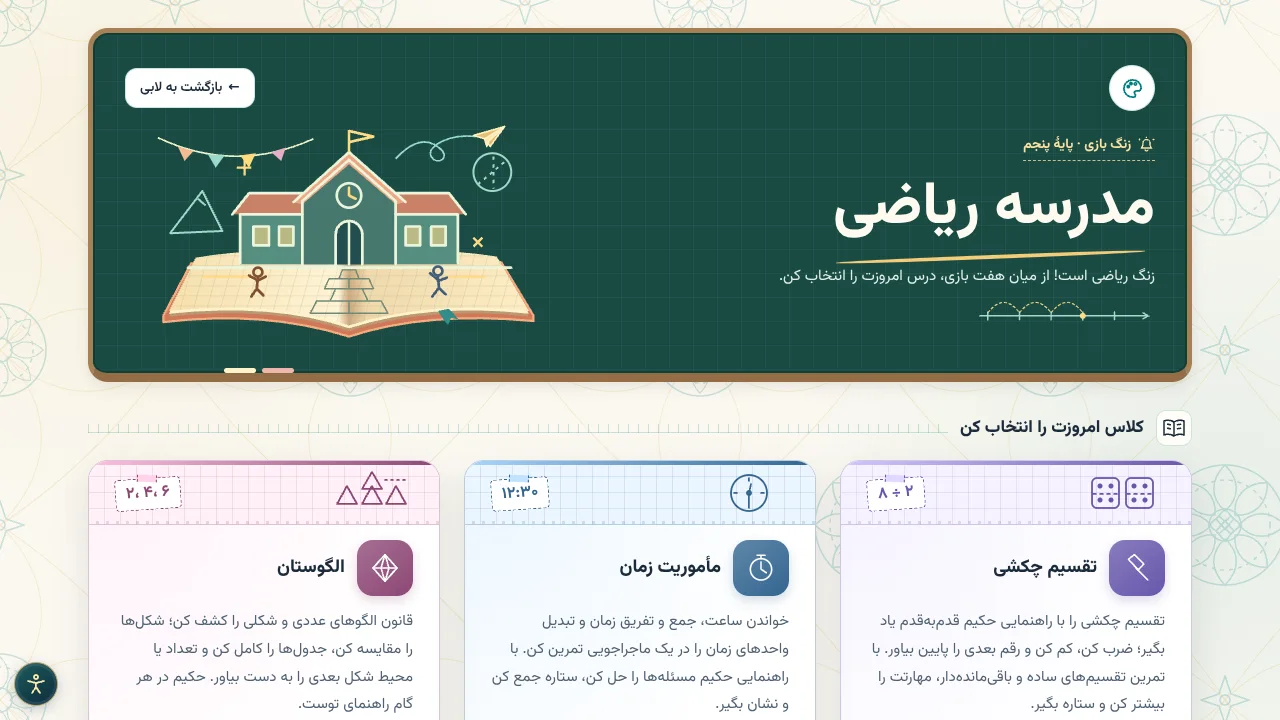 ← بازگشت به لابی
زنگ بازی · پایهٔ پنجم
مدرسه ریاضی
زنگ ریاضی است! از میان هفت بازی، درس امروزت را انتخاب کن.
کلاس امروزت را انتخاب کن
۸ ÷ ۲
تقسیم چکشی
تقسیم چکشی را با راهنمایی حکیم قدم‌به‌قدم یاد
بگیر؛ ضرب کن، کم کن و رقم بعدی را پایین بیاور. با
تمرین تقسیم‌های ساده و باقی‌مانده‌دار، مهارتت را
بیشتر کن و ستاره بگیر.
۱۲:۳۰
مأموریت زمان
خواندن ساعت، جمع و تفریق زمان و تبدیل
واحدهای زمان را در یک ماجراجویی تمرین کن. با
راهنمایی حکیم مسئله‌ها را حل کن، ستاره جمع کن
و نشان بگیر.
۲، ۴، ۶
الگوستان
قانون الگوهای عددی و شکلی را کشف کن؛ شکل‌ها
را مقایسه کن، جدول‌ها را کامل کن و تعداد یا
محیط شکل بعدی را به دست بیاور. حکیم در هر
گام راهنمای توست.